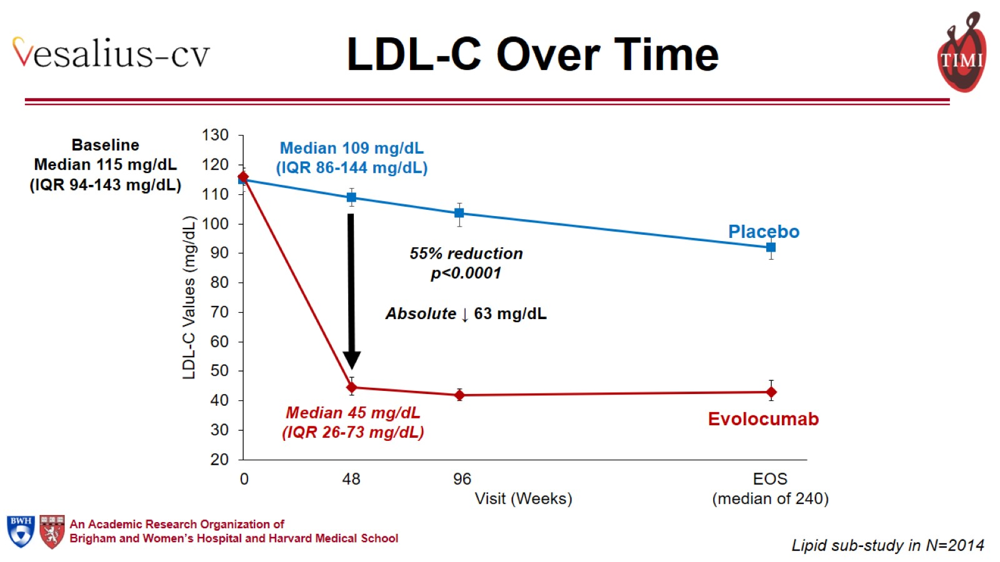 Vesalius-cv
LDL-C Over Time
TIMI
Baseline
Median 115 mg/dL
(IQR 94-143 mg/dL)
LDL-C Values (mg/dL)
130
120
110
100
90
80
70
60
50
40
30
20
Median 109 mg/dL
(IQR 86-144 mg/dL)
Placebo
55% reduction
p<0.0001
Absolute ↓ 63 mg/dL
Median 45 mg/dL
(IQR 26-73 mg/dL)
Evolocumab
0
48
96
EOS
Visit (Weeks)
(median of 240)
BWH
An Academic Research Organization of
Brigham and Women's Hospital and Harvard Medical School
Lipid sub-study in N=2014